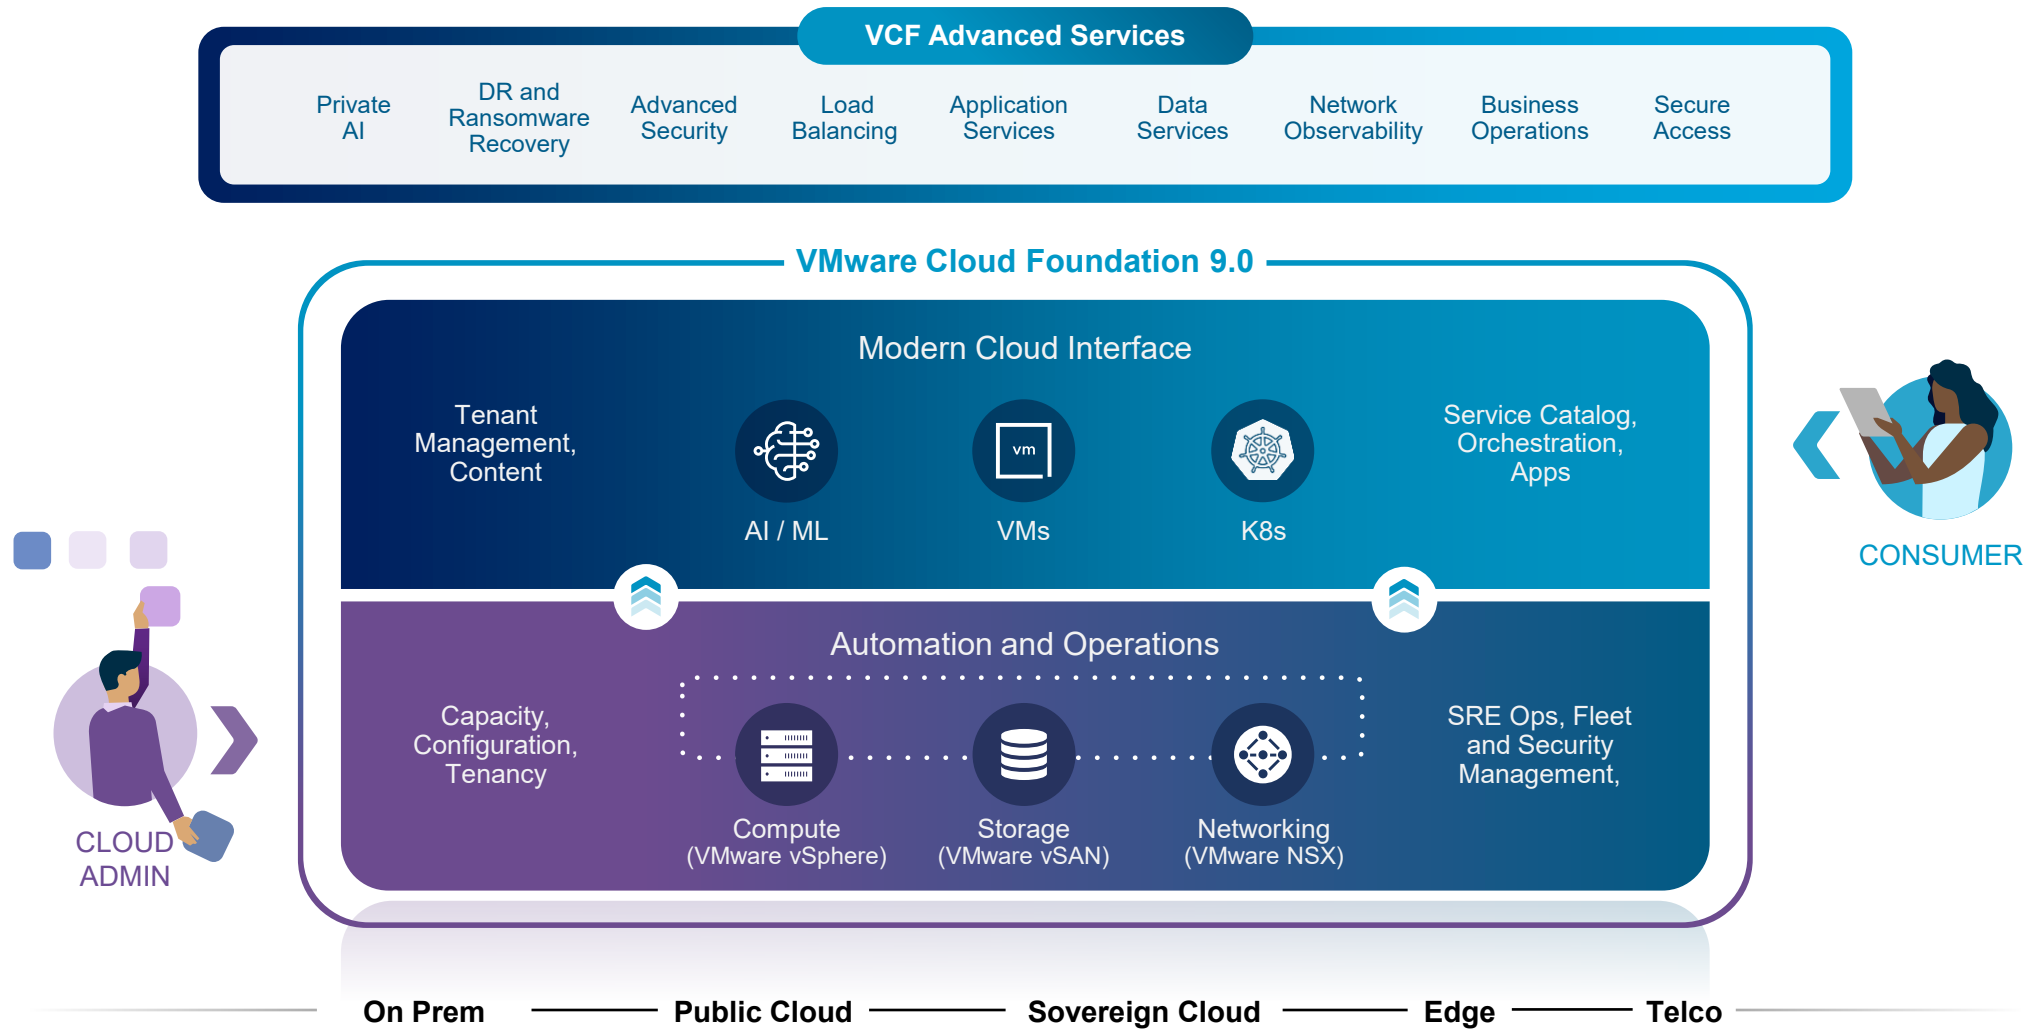 VCF Advanced Services
Private
AI
DR and
Ransomware
Recovery
Advanced
Security
Load
Balancing
Application
Services
Data
Services
Network
Observability
Business
Operations
Secure
Access
VMware Cloud Foundation 9.0
Modern Cloud Interface
Tenant
Management,
Content
vm
AI / ML
VMs
K8s
Service Catalog,
Orchestration,
Apps
CONSUMER
Automation and Operations
Capacity,
Configuration,
Tenancy
Compute
(VMware vSphere)
Storage
(VMware vSAN)
Networking
(VMware NSX)
SRE Ops, Fleet
and Security
Management,
CLOUD
ADMIN
On Prem
Public Cloud
Sovereign Cloud
Edge
Telco